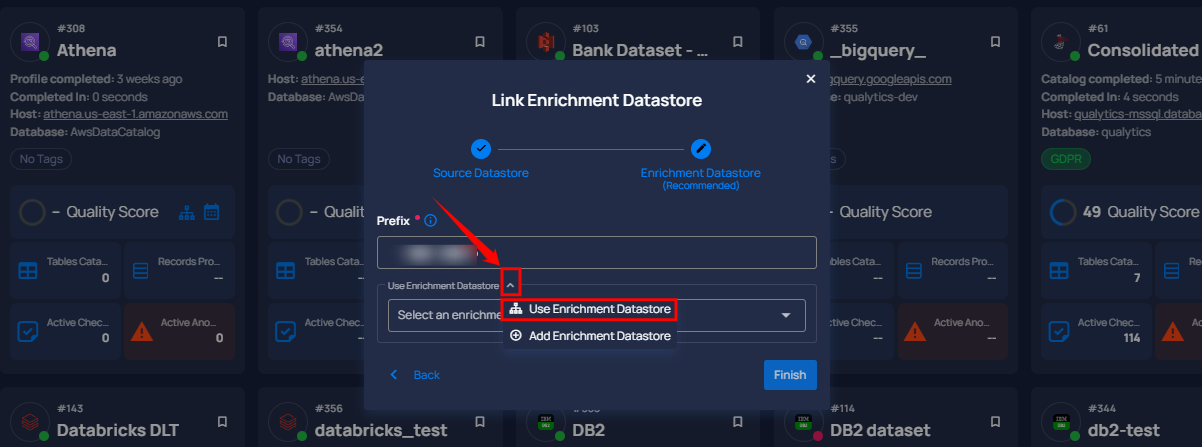 #308
Athena
Profile completed: 3 weeks ago
Completed In: 0 seconds
Host: athena.us-east-1.amazonaws.com
Database: AwsDataCatalog
No Tags
– Quality Score
Tables Cata...
0
Records Pro...
--
Active Chec...
0
Active Ano...
0
#354
athena2
Host: athena.us-e
Database: AwsDa
No Tags
– Qualit
Tables Cata
Active Chec
#103
Bank Dataset - ...
#355
_bigquery_
gquery.googleapis.com
e: qualytics-dev
– Quality Score
--
Records Pro...
--
--
Active Ano...
--
#61
Consolidated
Catalog completed: 5 minute
Completed In: 4 seconds
Host: qualytics-mssql.databa
Database: qualytics
GDPR
49 Quality Score
Tables Cata...
7
Rec
Active Chec...
114
Act
Link Enrichment Datastore
Source Datastore
Enrichment Datastore
(Recommended)
Prefix
Use Enrichment Datastore
Select an enrichme
Use Enrichment Datastore
Add Enrichment Datastore
Back
Finish
#143
Databricks DLT
#356
databricks_test
DB2
#114
DB2 dataset
#344
db2-test